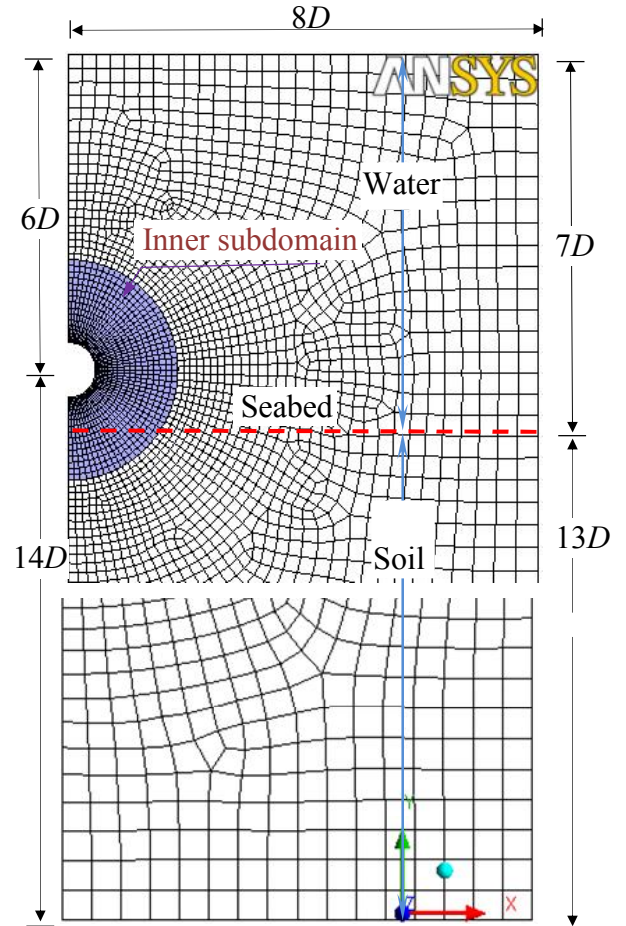 8D
ANSYS
Water
6D
Inner subdomain
7D
Seabed
14D
Soil
13D
Y
Z
X